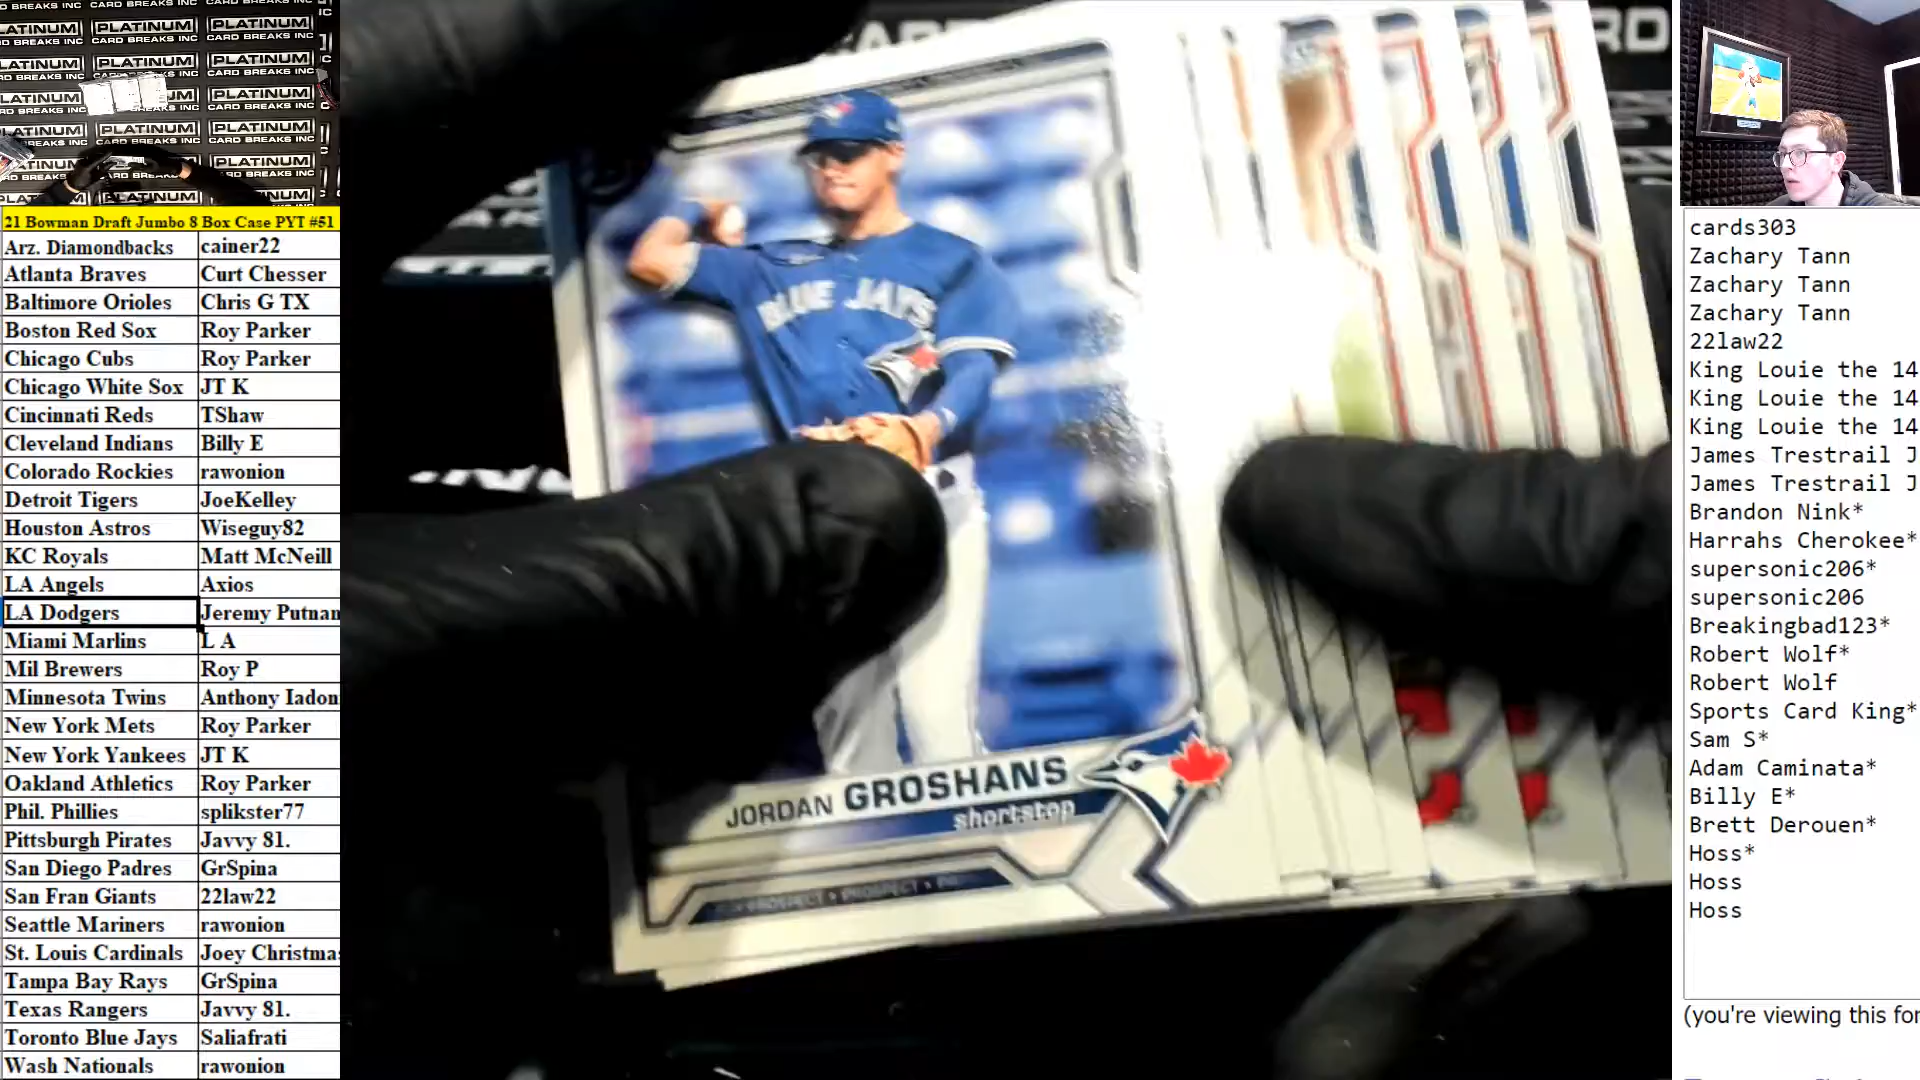 PLATINUM PLATINUM
CARD BREAKS INC CARD BREAKS INC
21 Bowman Draft Jumbo 8 Box Case PYT #51
Arz. Diamondbacks cainer22
Atlanta Braves Curt Chesser
Baltimore Orioles Chris G TX
Boston Red Sox Roy Parker
Chicago Cubs Roy Parker
Chicago White Sox JT K
Cincinnati Reds TShaw
Cleveland Indians Billy E
Colorado Rockies rawonion
Detroit Tigers JoeKelley
Houston Astros Wiseguy82
KC Royals Matt McNeill
LA Angels Axios
LA Dodgers Jeremy Putnan
Miami Marlins L A
Mil Brewers Roy P
Minnesota Twins Anthony Iadon
New York Mets Roy Parker
New York Yankees JT K
Oakland Athletics Roy Parker
Phil. Phillies splikster77
Pittsburgh Pirates Javvy 81.
San Diego Padres GrSpina
San Fran Giants 22law22
Seattle Mariners rawonion
St. Louis Cardinals Joey Christma
Tampa Bay Rays GrSpina
Texas Rangers Javvy 81.
Toronto Blue Jays Saliafrati
Wash Nationals rawonion
BLUE JAYS
JORDAN GROSHANS
shortstop
PROSPECT • PROSPECT
cards303
Zachary Tann
Zachary Tann
Zachary Tann
22law22
King Louie the 14
King Louie the 14
King Louie the 14
James Trestrail J
James Trestrail J
Brandon Nink*
Harrahs Cherokee*
supersonic206*
supersonic206
Breakingbad123*
Robert Wolf*
Robert Wolf
Sports Card King*
Sam S*
Adam Caminata*
Billy E*
Brett Derouen*
Hoss*
Hoss
Hoss
(you're viewing this for